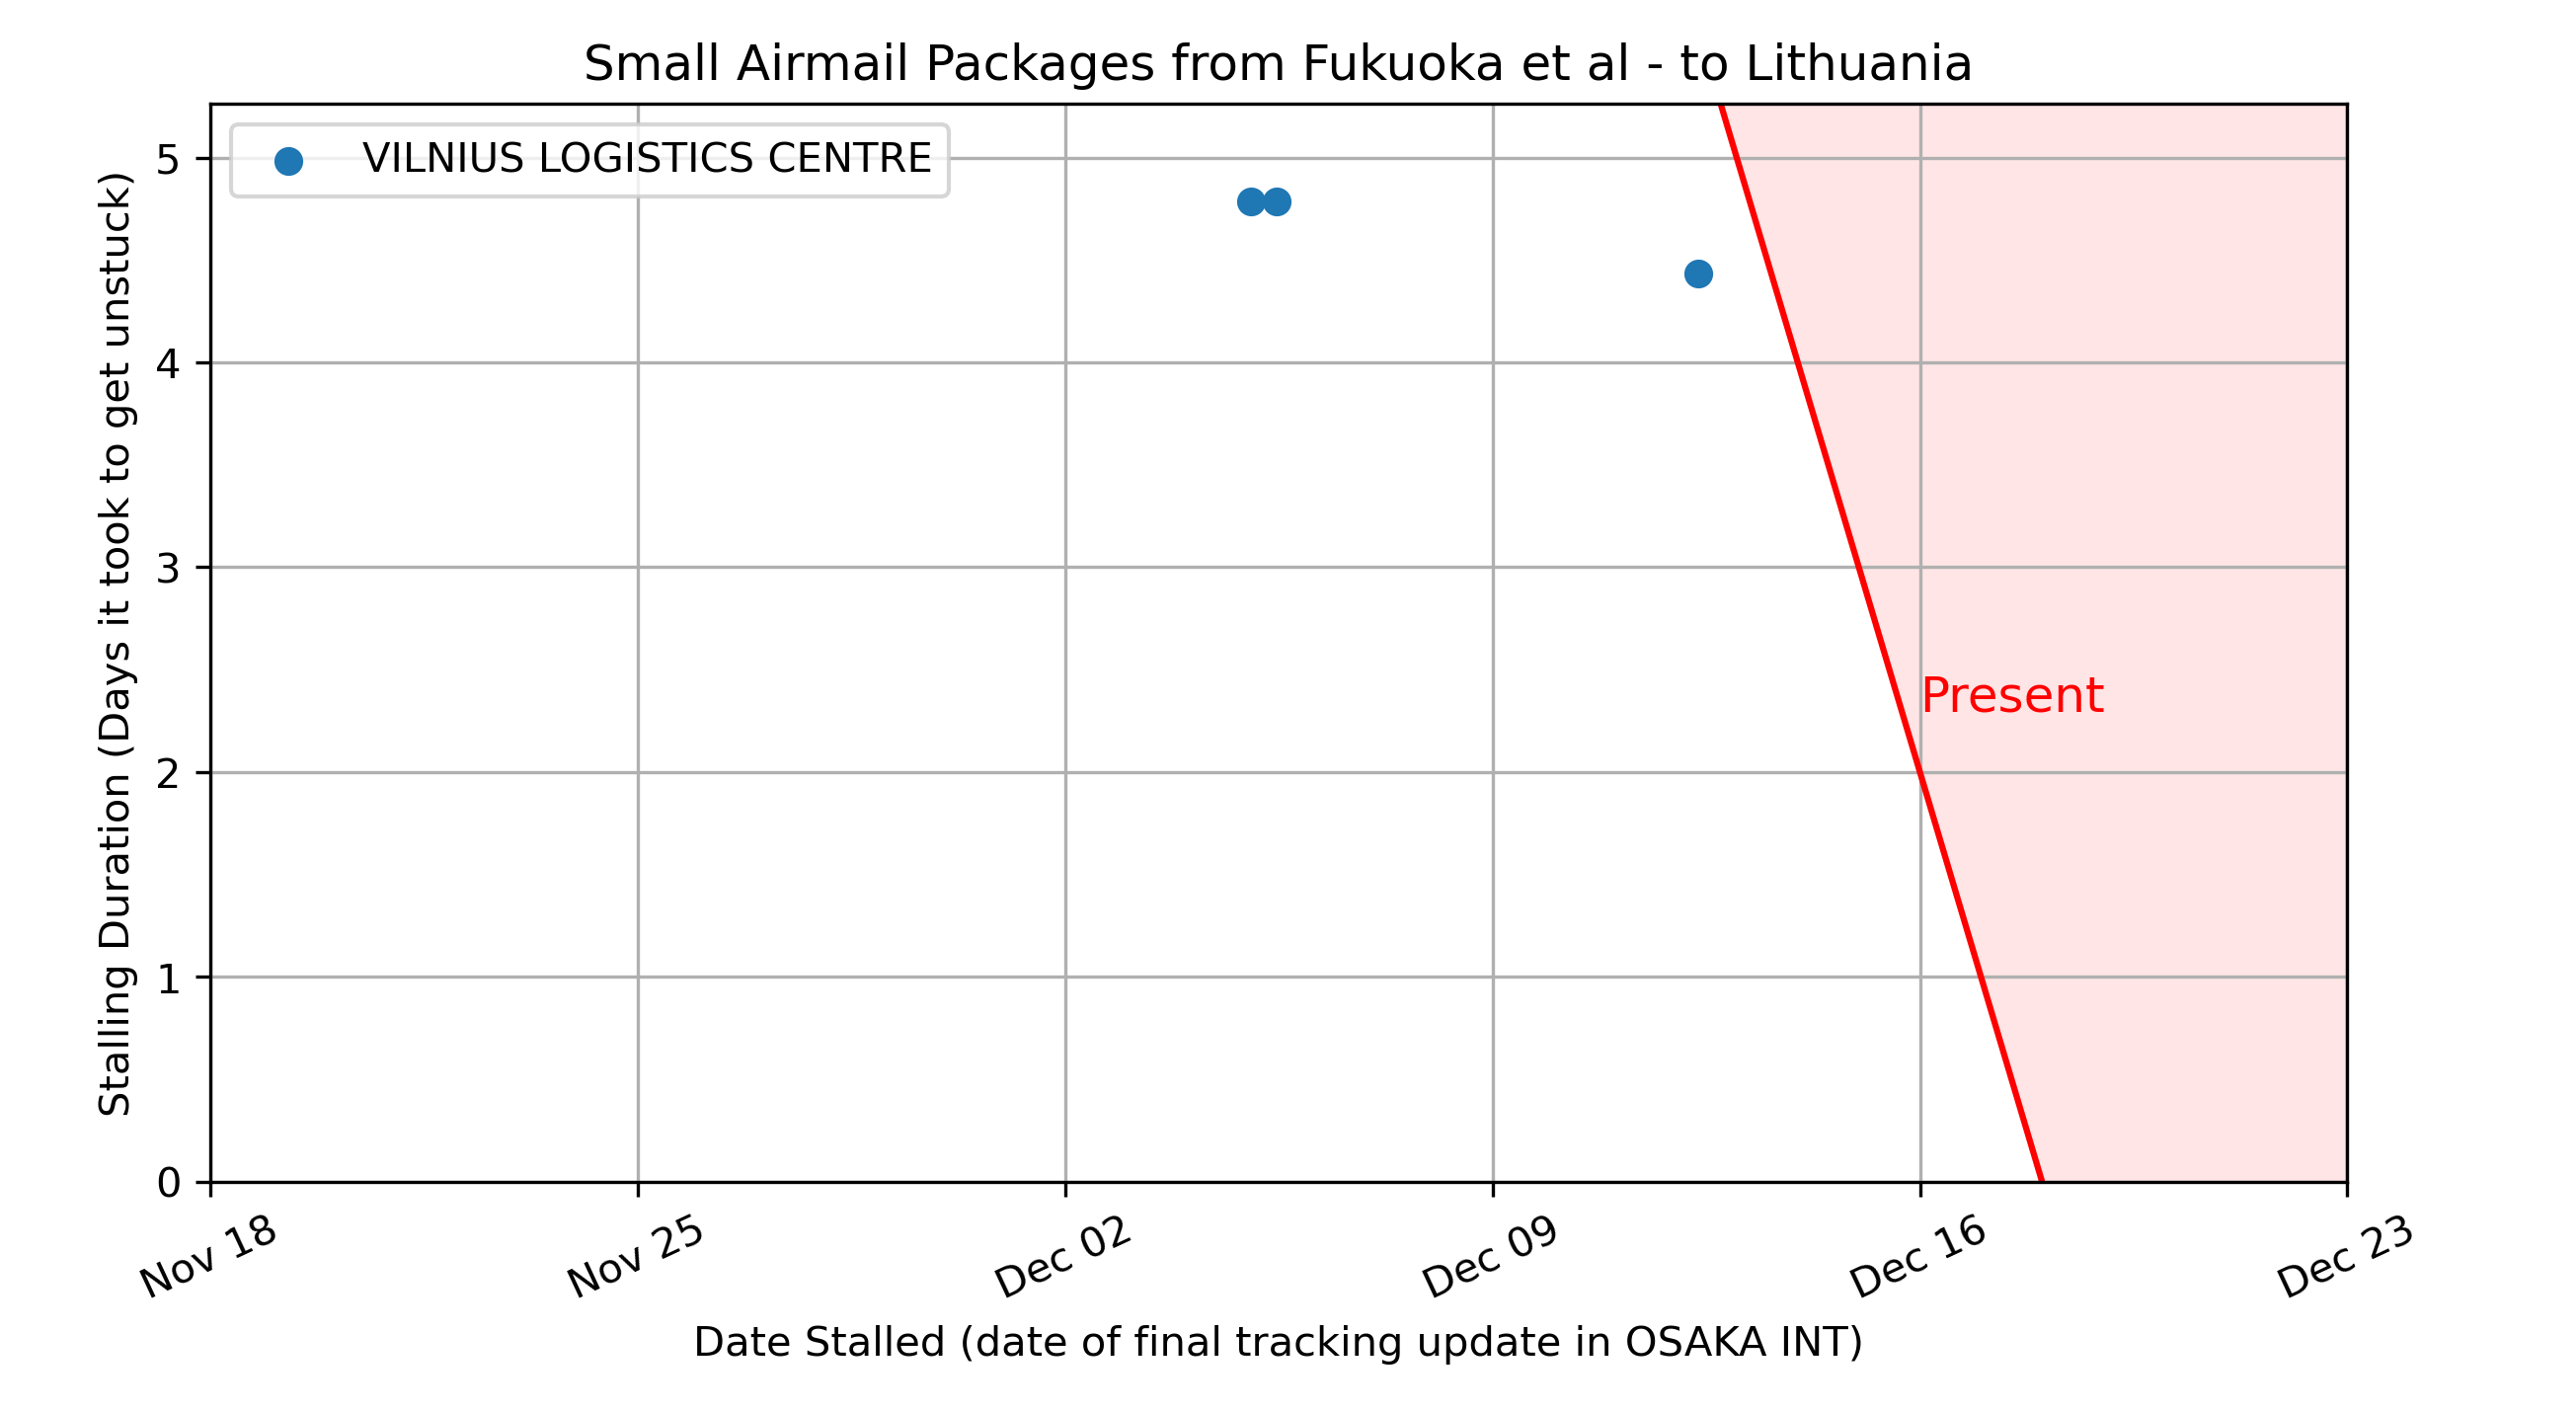 Small Airmail Packages from Fukuoka et al - to Lithuania
VILNIUS LOGISTICS CENTRE
Stalling Duration (Days it took to get unstuck)
5
4
3
2
1
0
Present
Nov 18
Nov 25
Dec 02
Dec 09
Dec 16
Dec 23
Date Stalled (date of final tracking update in OSAKA INT)